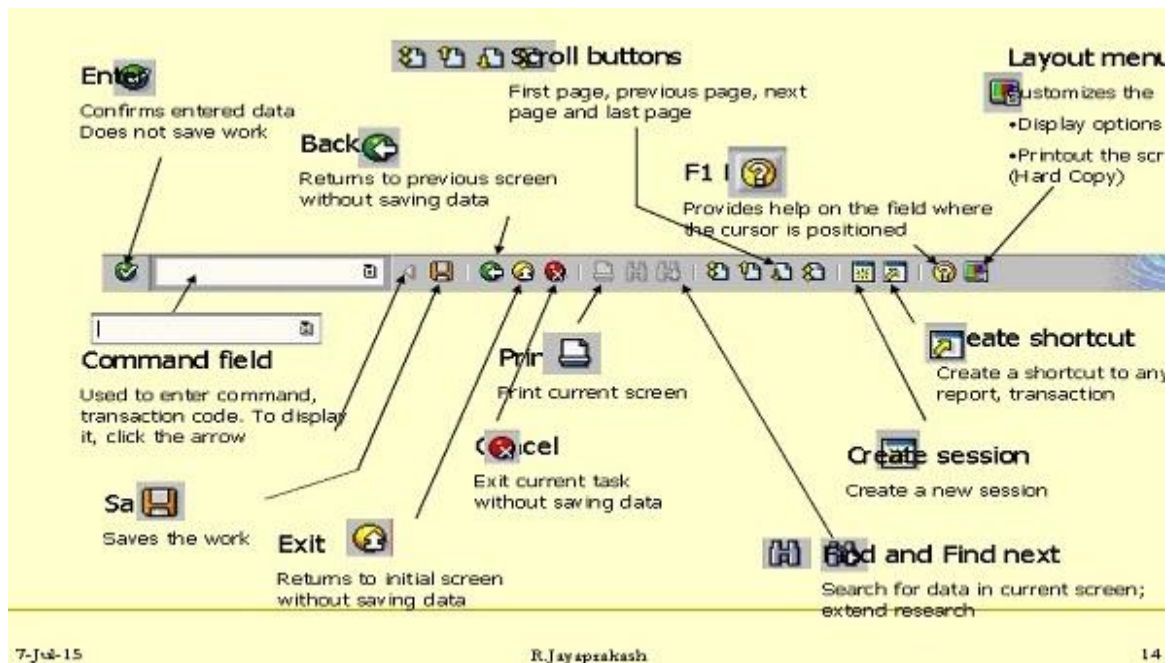 Enter
Confirms entered data
Does not save work
Back
Returns to previous screen
without saving data
Scroll buttons
First page, previous page, next
page and last page
F1
Provides help on the field where
the cursor is positioned
Layout menu
ustomizes the
•Display options
•Printout the scr
(Hard Copy)
Command field
Used to enter command,
transaction code. To display
it, click the arrow
Sa
Saves the work
Exit
Returns to initial screen
without saving data
Prin
Print current screen
Cancel
Exit current task
without saving data
eate shortcut
Create a shortcut to any
report, transaction
Create session
Create a new session
Find and Find next
Search for data in current screen;
extend research
7-Jul-15
R.Jayaprakash
14